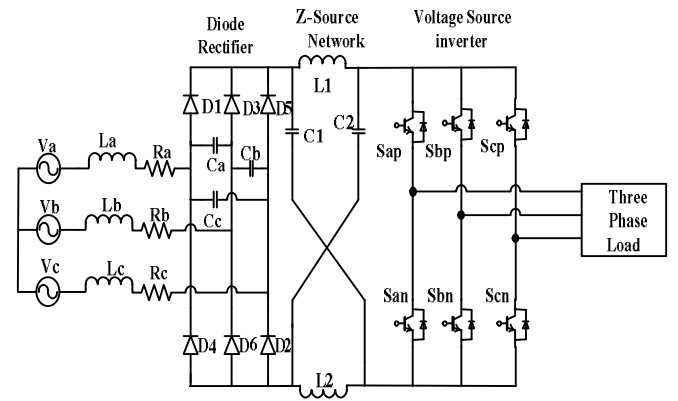 Diode
Rectifier
Z-Source
Network
Voltage Source
inverter
L1
D1
D3
D5
C1
C2
Va
La
Ra
Ca
Cb
Sap
Sbp
Scp
Cc
Vb
Lb
Rb
Three
Phase
Load
Vc
Lc
Rc
San
Sbn
Scn
D4
D6
D2
L2